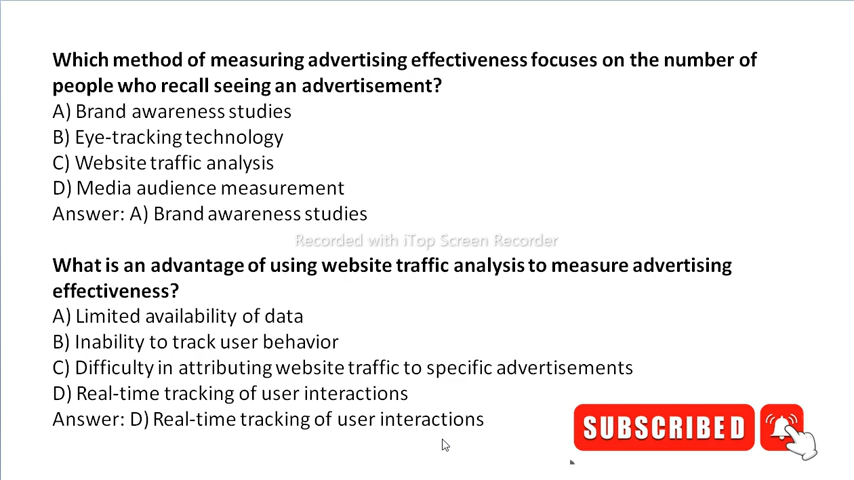 Which method of measuring advertising effectiveness focuses on the number of
people who recall seeing an advertisement?
A) Brand awareness studies
B) Eye-tracking technology
C) Website traffic analysis
D) Media audience measurement
Answer: A) Brand awareness studies
Recorded with iTop Screen Recorder
What is an advantage of using website traffic analysis to measure advertising
effectiveness?
A) Limited availability of data
B) Inability to track user behavior
C) Difficulty in attributing website traffic to specific advertisements
D) Real-time tracking of user interactions
Answer: D) Real-time tracking of user interactions
SUBSCRIBED